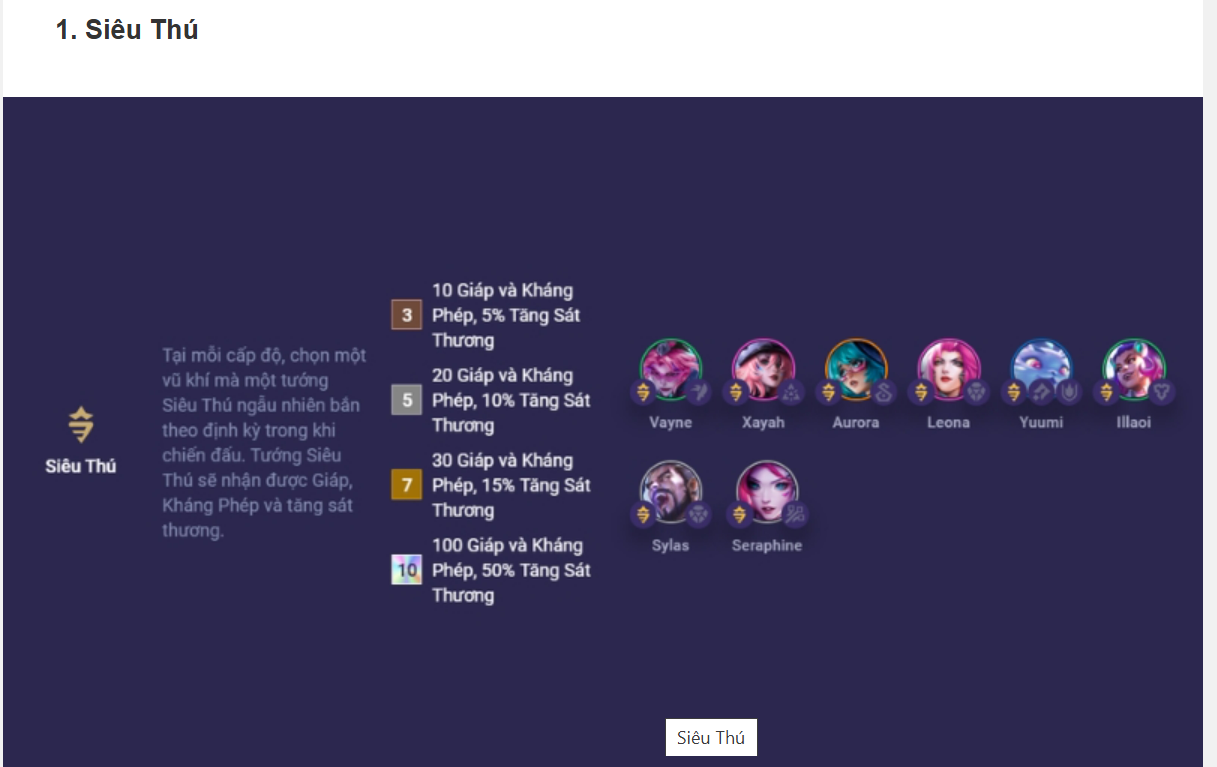 1. Siêu Thú
Siêu Thú
Tại mỗi cấp độ, chọn một
vũ khí mà một tướng
Siêu Thú ngẫu nhiên bắn
theo định kỳ trong khi
chiến đấu. Tướng Siêu
Thú sẽ nhận được Giáp,
Kháng Phép và tăng sát
thương.
3
10 Giáp và Kháng
Phép, 5% Tăng Sát
Thương
5
20 Giáp và Kháng
Phép, 10% Tăng Sát
Thương
7
30 Giáp và Kháng
Phép, 15% Tăng Sát
Thương
10
100 Giáp và Kháng
Phép, 50% Tăng Sát
Thương
Vayne
Xayah
Aurora
Leona
Yuumi
Illaoi
Sylas
Seraphine
Siêu Thú